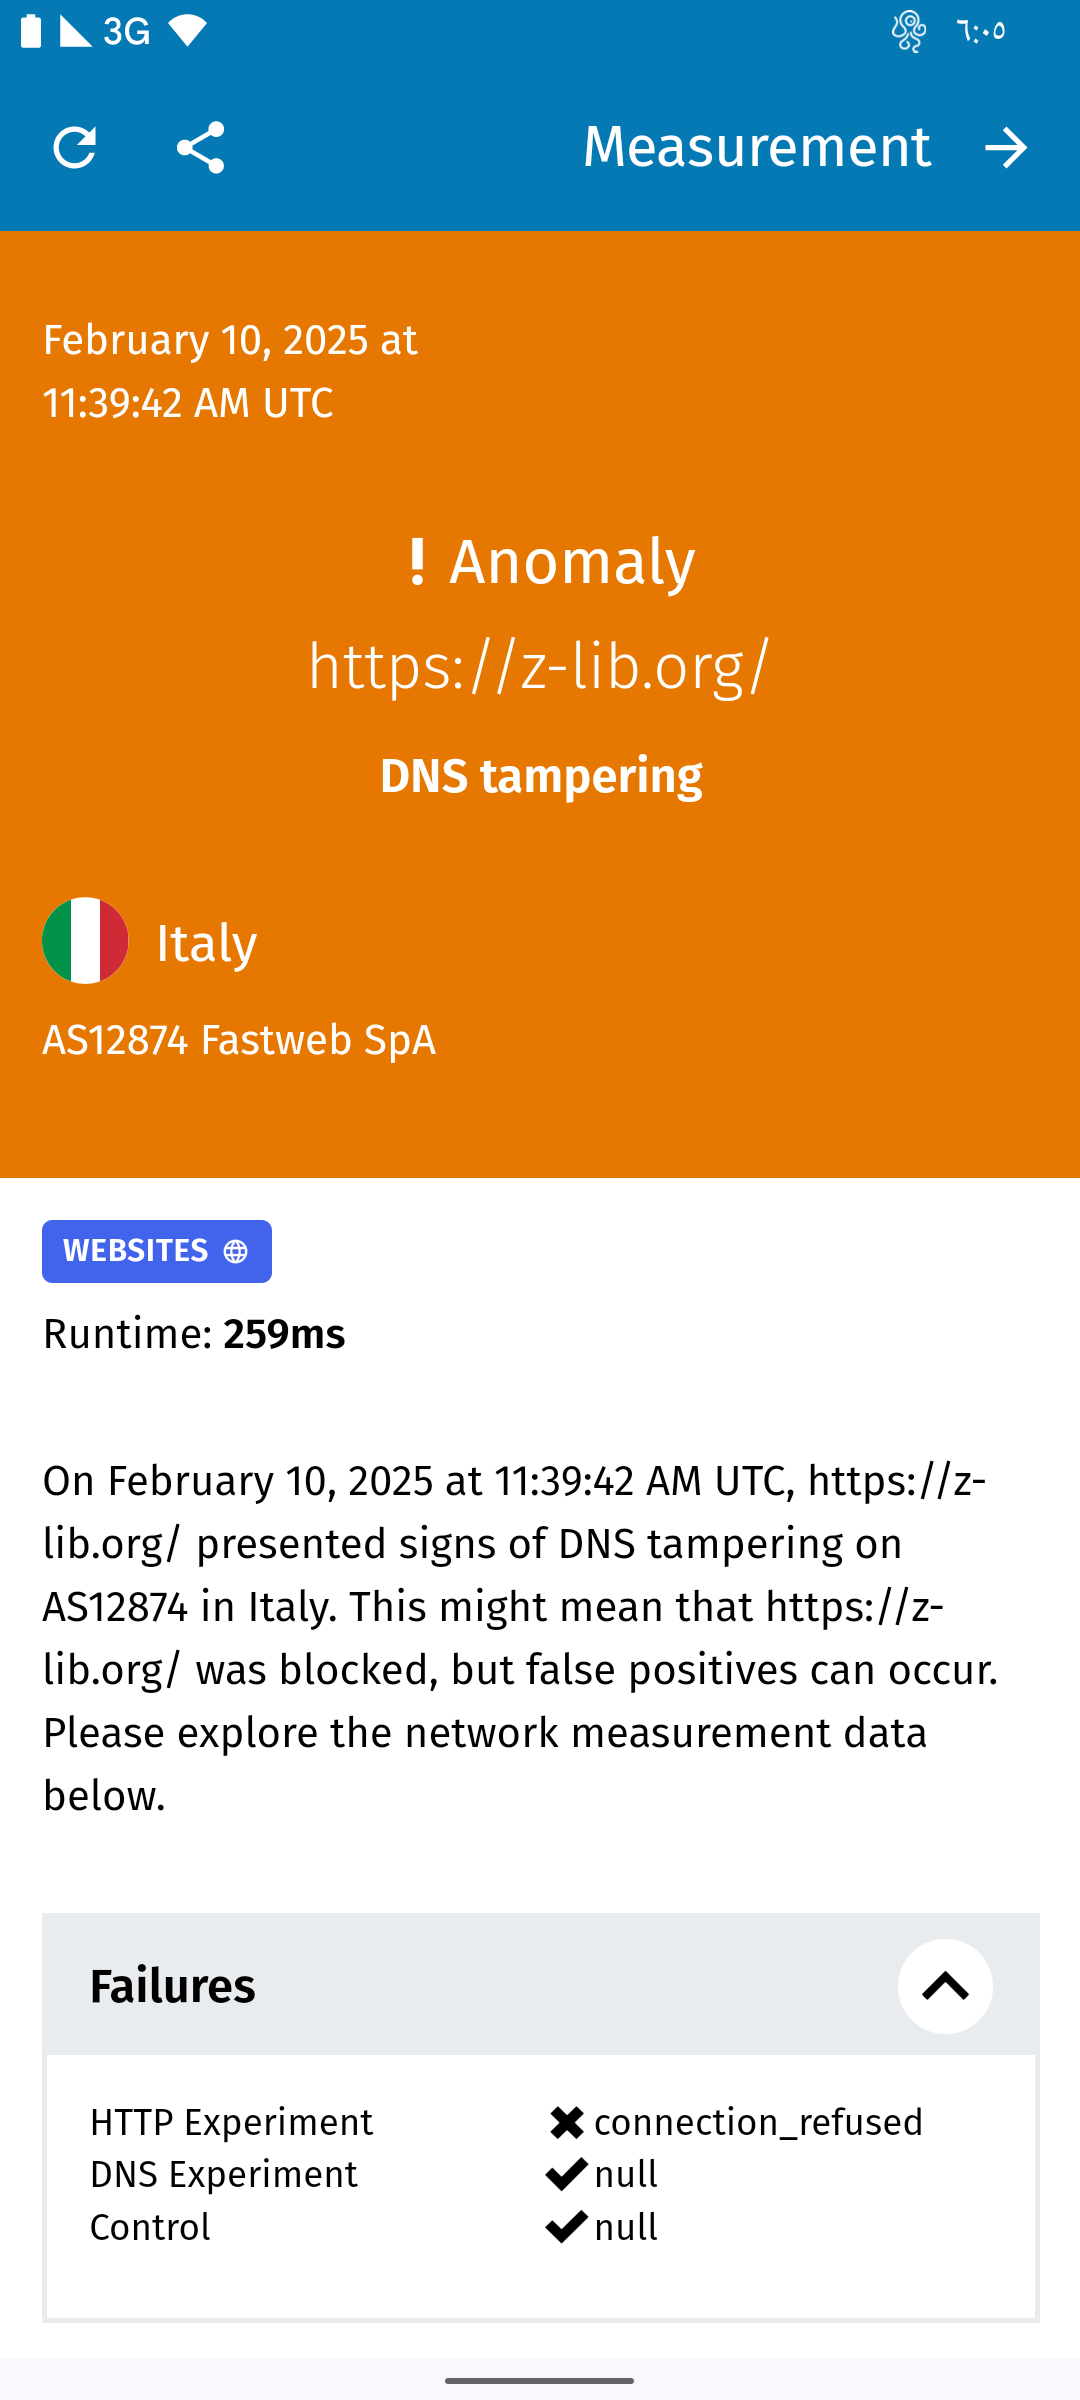 3G
٦:٠٥
Measurement
February 10, 2025 at
11:39:42 AM UTC
! Anomaly
https://z-lib.org/
DNS tampering
Italy
AS12874 Fastweb SpA
WEBSITES
Runtime: 259ms
On February 10, 2025 at 11:39:42 AM UTC, https://z-
lib.org/ presented signs of DNS tampering on
AS12874 in Italy. This might mean that https://z-
lib.org/ was blocked, but false positives can occur.
Please explore the network measurement data
below.
Failures
HTTP Experiment connection_refused
DNS Experiment null
Control null